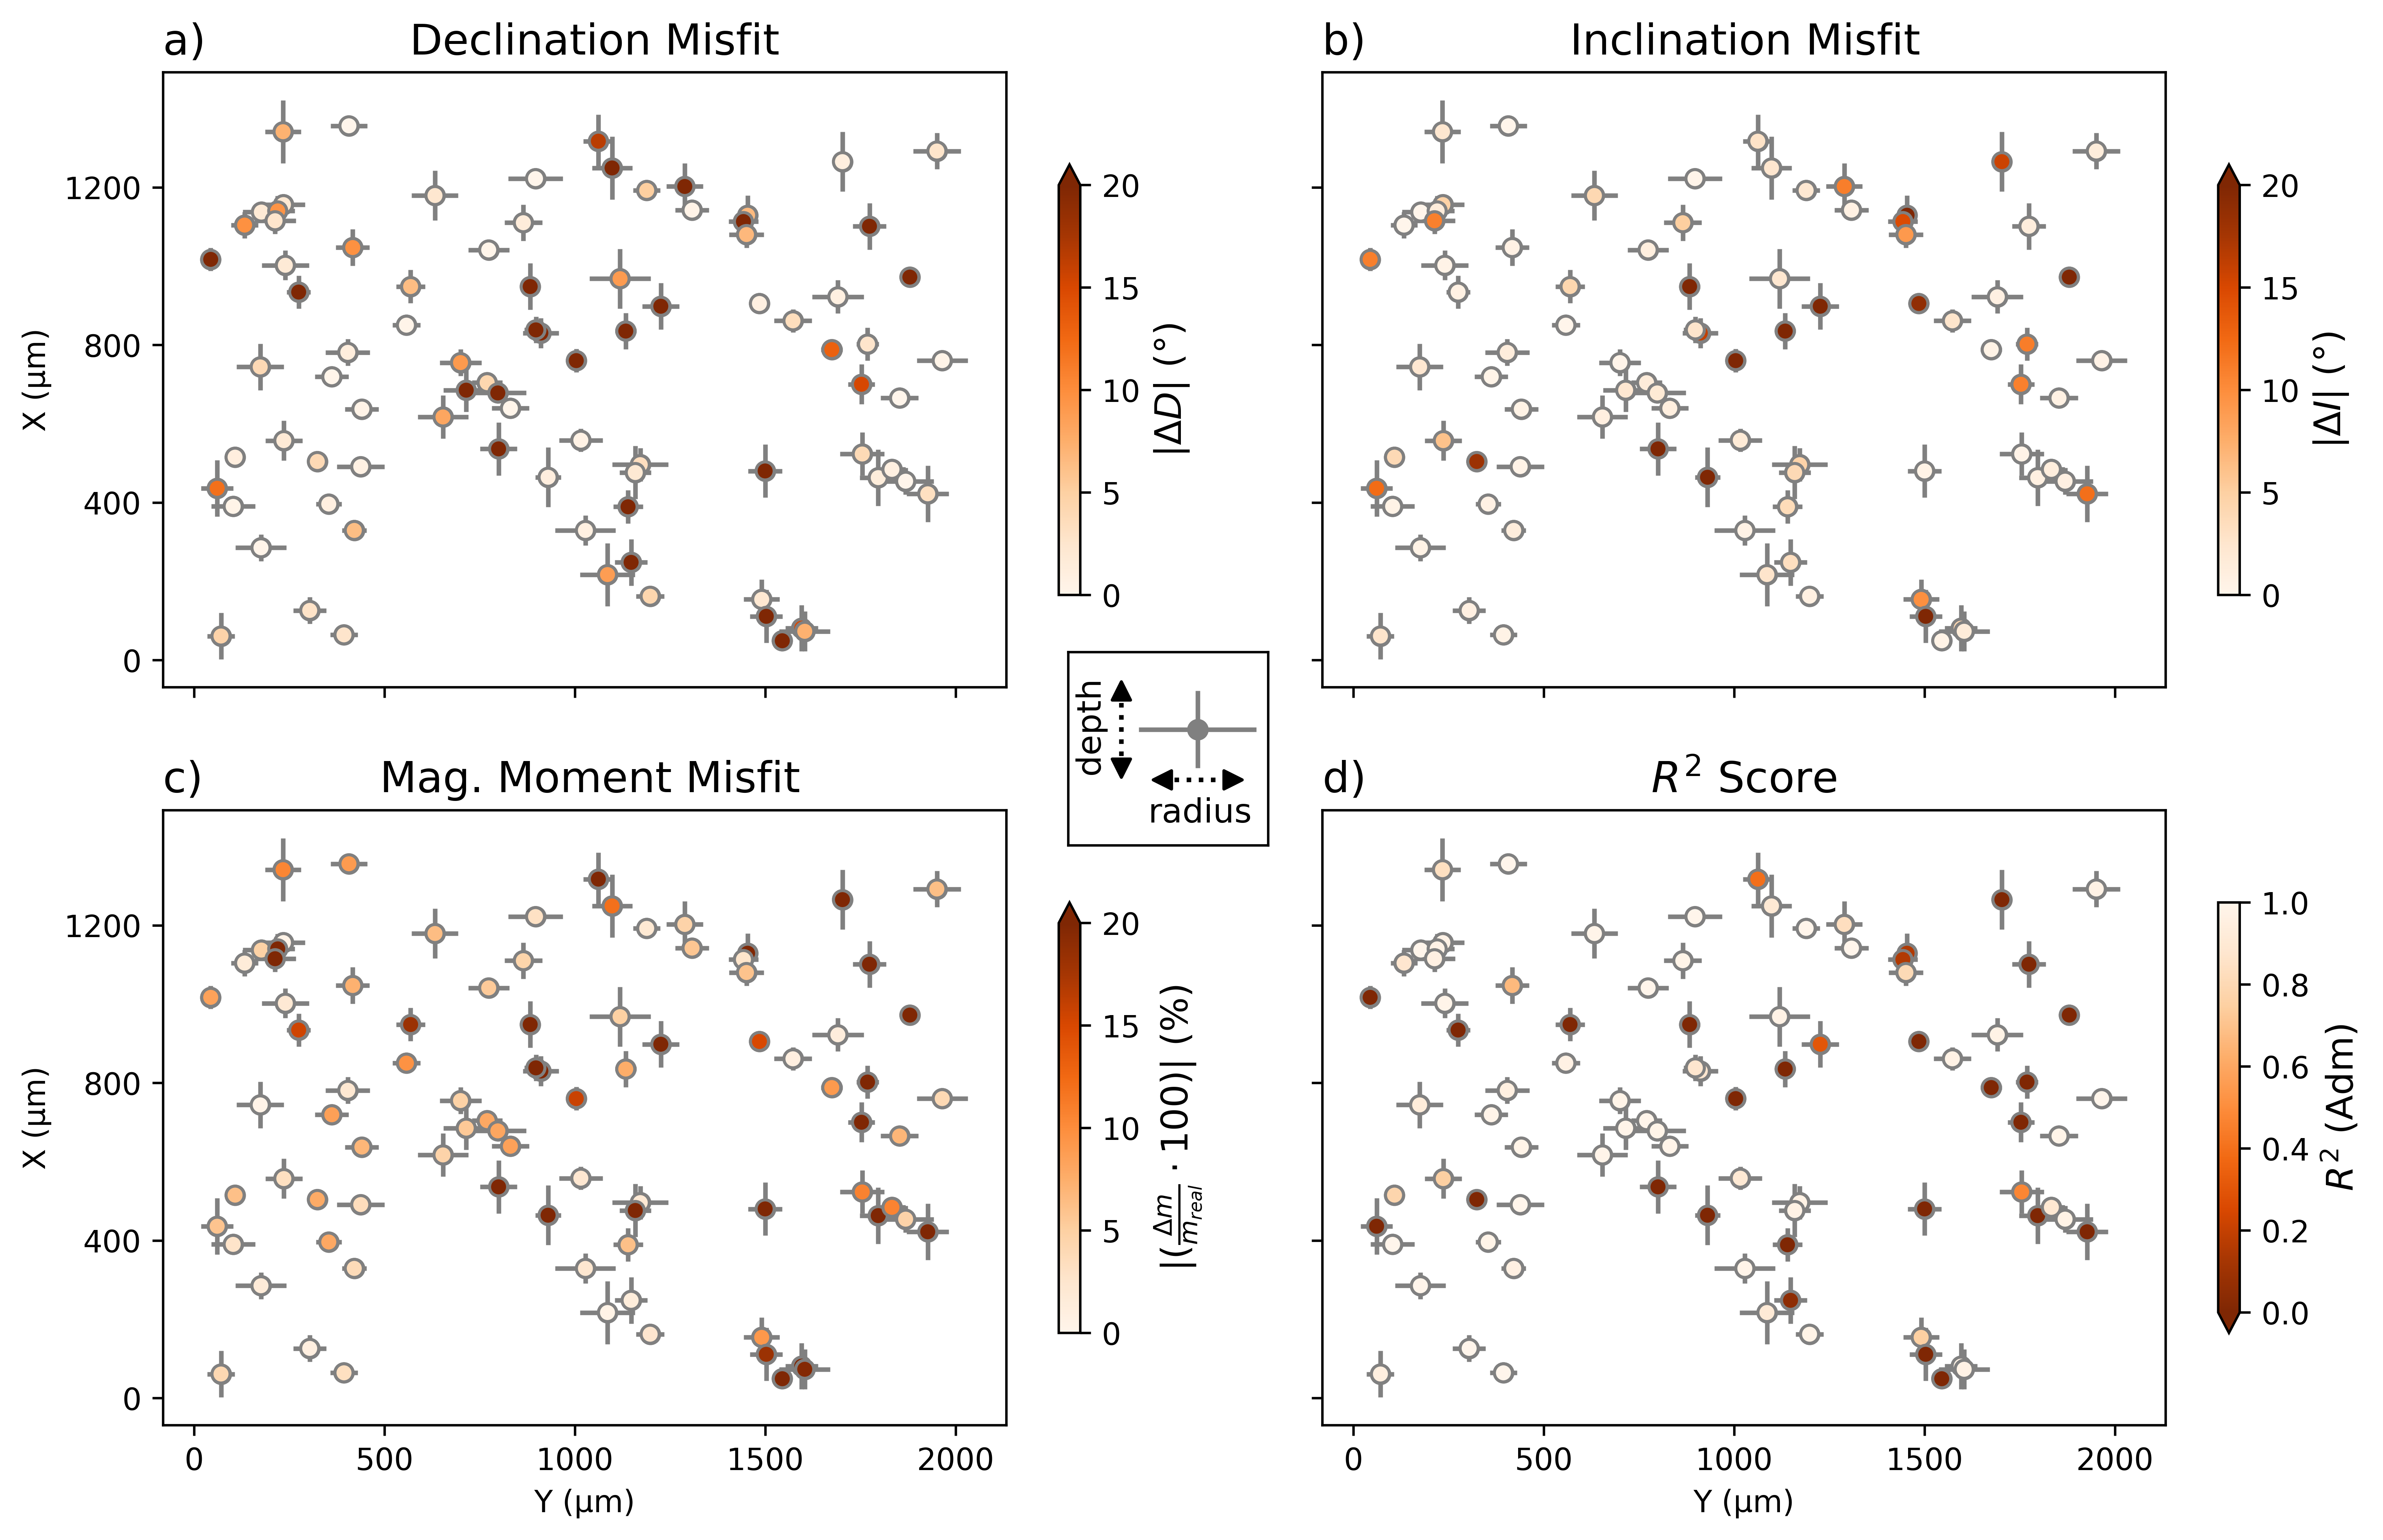 a) Declination Misfit
X (µm)
1200
800
400
0
20
15
10
5
0
|ΔD| (°)
b) Inclination Misfit
20
15
10
5
0
|ΔI| (°)
depth
radius
c) Mag. Moment Misfit
X (µm)
1200
800
400
0
0 500 1000 1500 2000
Y (µm)
20
15
10
5
0
|(Δm/m_real · 100)| (%)
d) R² Score
0 500 1000 1500 2000
Y (µm)
1.0
0.8
0.6
0.4
0.2
0.0
R² (Adm)